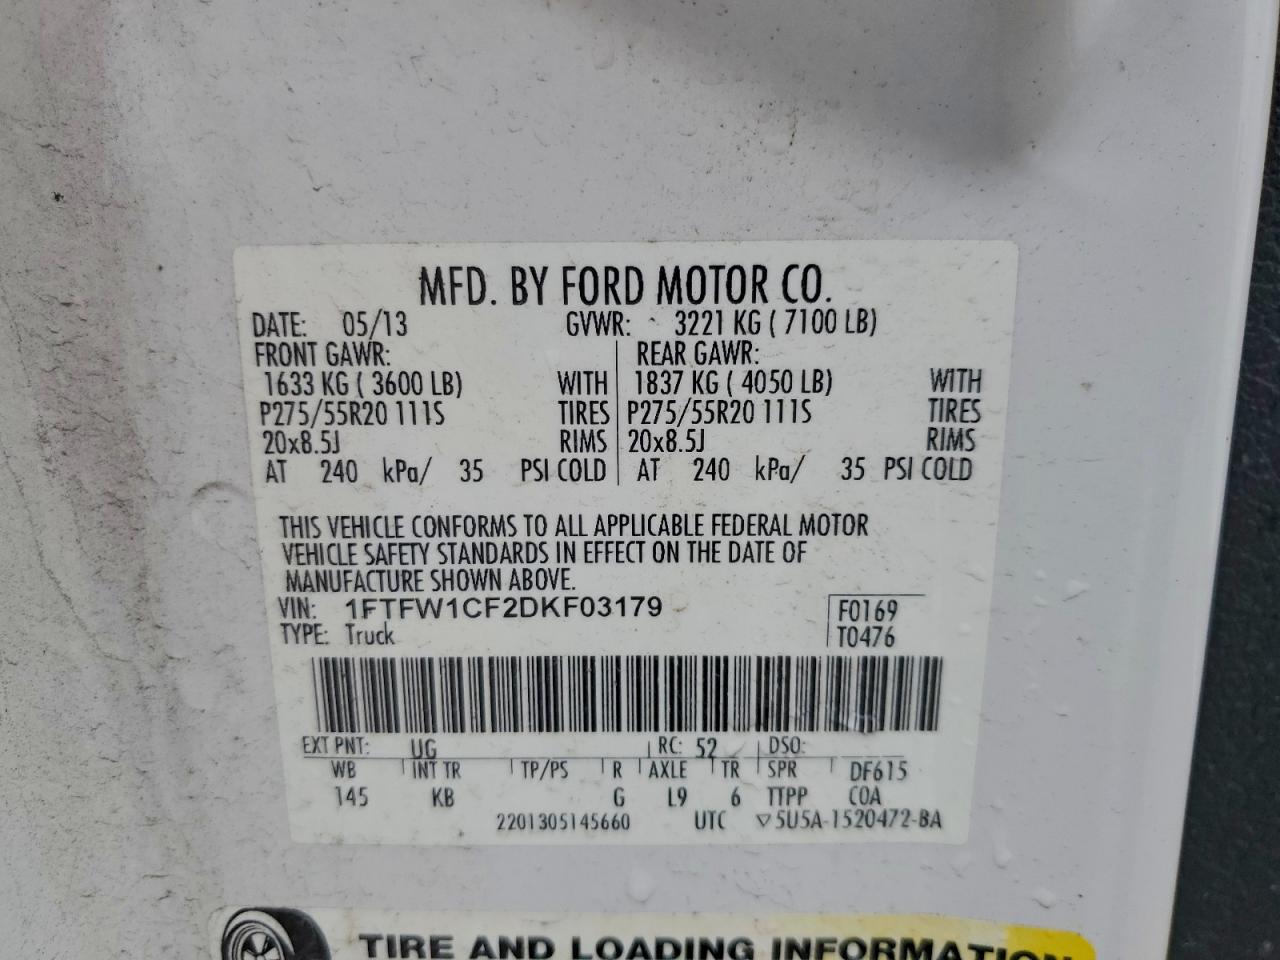 MFD. BY FORD MOTOR CO.
DATE: 05/13 GVWR: 3221 KG ( 7100 LB)
FRONT GAWR: REAR GAWR:
1633 KG ( 3600 LB) WITH 1837 KG ( 4050 LB) WITH
P275/55R20 111S TIRES P275/55R20 111S TIRES
20x8.5J RIMS 20x8.5J RIMS
AT 240 kPa/ 35 PSI COLD AT 240 kPa/ 35 PSI COLD
THIS VEHICLE CONFORMS TO ALL APPLICABLE FEDERAL MOTOR
VEHICLE SAFETY STANDARDS IN EFFECT ON THE DATE OF
MANUFACTURE SHOWN ABOVE.
VIN: 1FTFW1CF2DKF03179 F0169
TYPE: Truck T0476
EXT PNT: UG RC: 52 DSO:
WB INT TR TP/PS R AXLE TR SPR DF615
145 KB G L9 6 TTPP COA
2201305145660 UTC ▽5U5A-1520472-BA
TIRE AND LOADING INFORMATION